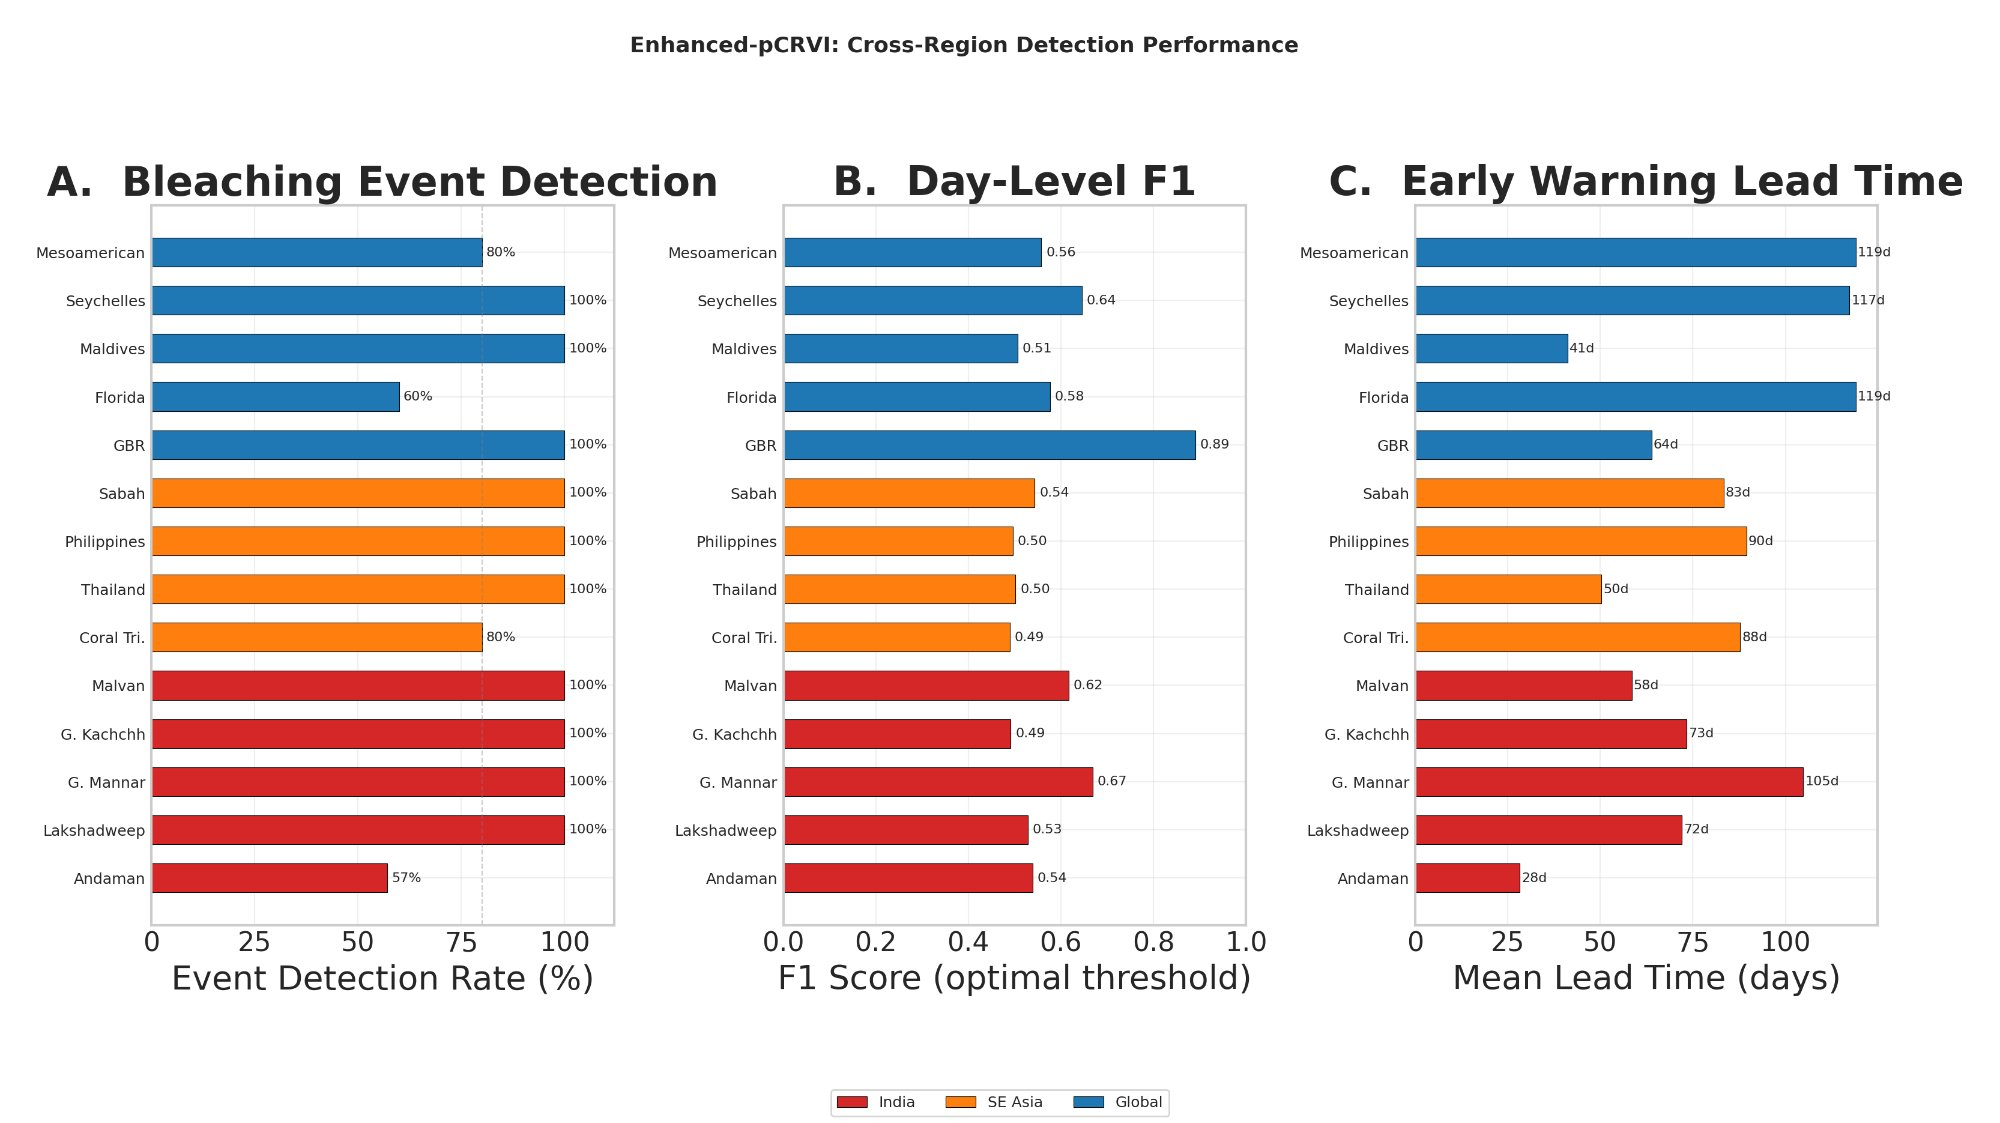 Enhanced-pCRVI: Cross-Region Detection Performance
A.  Bleaching Event Detection
Mesoamerican 80%
Seychelles 100%
Maldives 100%
Florida 60%
GBR 100%
Sabah 100%
Philippines 100%
Thailand 100%
Coral Tri. 80%
Malvan 100%
G. Kachchh 100%
G. Mannar 100%
Lakshadweep 100%
Andaman 57%
0 25 50 75 100
Event Detection Rate (%)
B.  Day-Level F1
Mesoamerican 0.56
Seychelles 0.64
Maldives 0.51
Florida 0.58
GBR 0.89
Sabah 0.54
Philippines 0.50
Thailand 0.50
Coral Tri. 0.49
Malvan 0.62
G. Kachchh 0.49
G. Mannar 0.67
Lakshadweep 0.53
Andaman 0.54
0.0 0.2 0.4 0.6 0.8 1.0
F1 Score (optimal threshold)
C.  Early Warning Lead Time
Mesoamerican 119d
Seychelles 117d
Maldives 41d
Florida 119d
GBR 64d
Sabah 83d
Philippines 90d
Thailand 50d
Coral Tri. 88d
Malvan 58d
G. Kachchh 73d
G. Mannar 105d
Lakshadweep 72d
Andaman 28d
0 25 50 75 100
Mean Lead Time (days)
India SE Asia Global